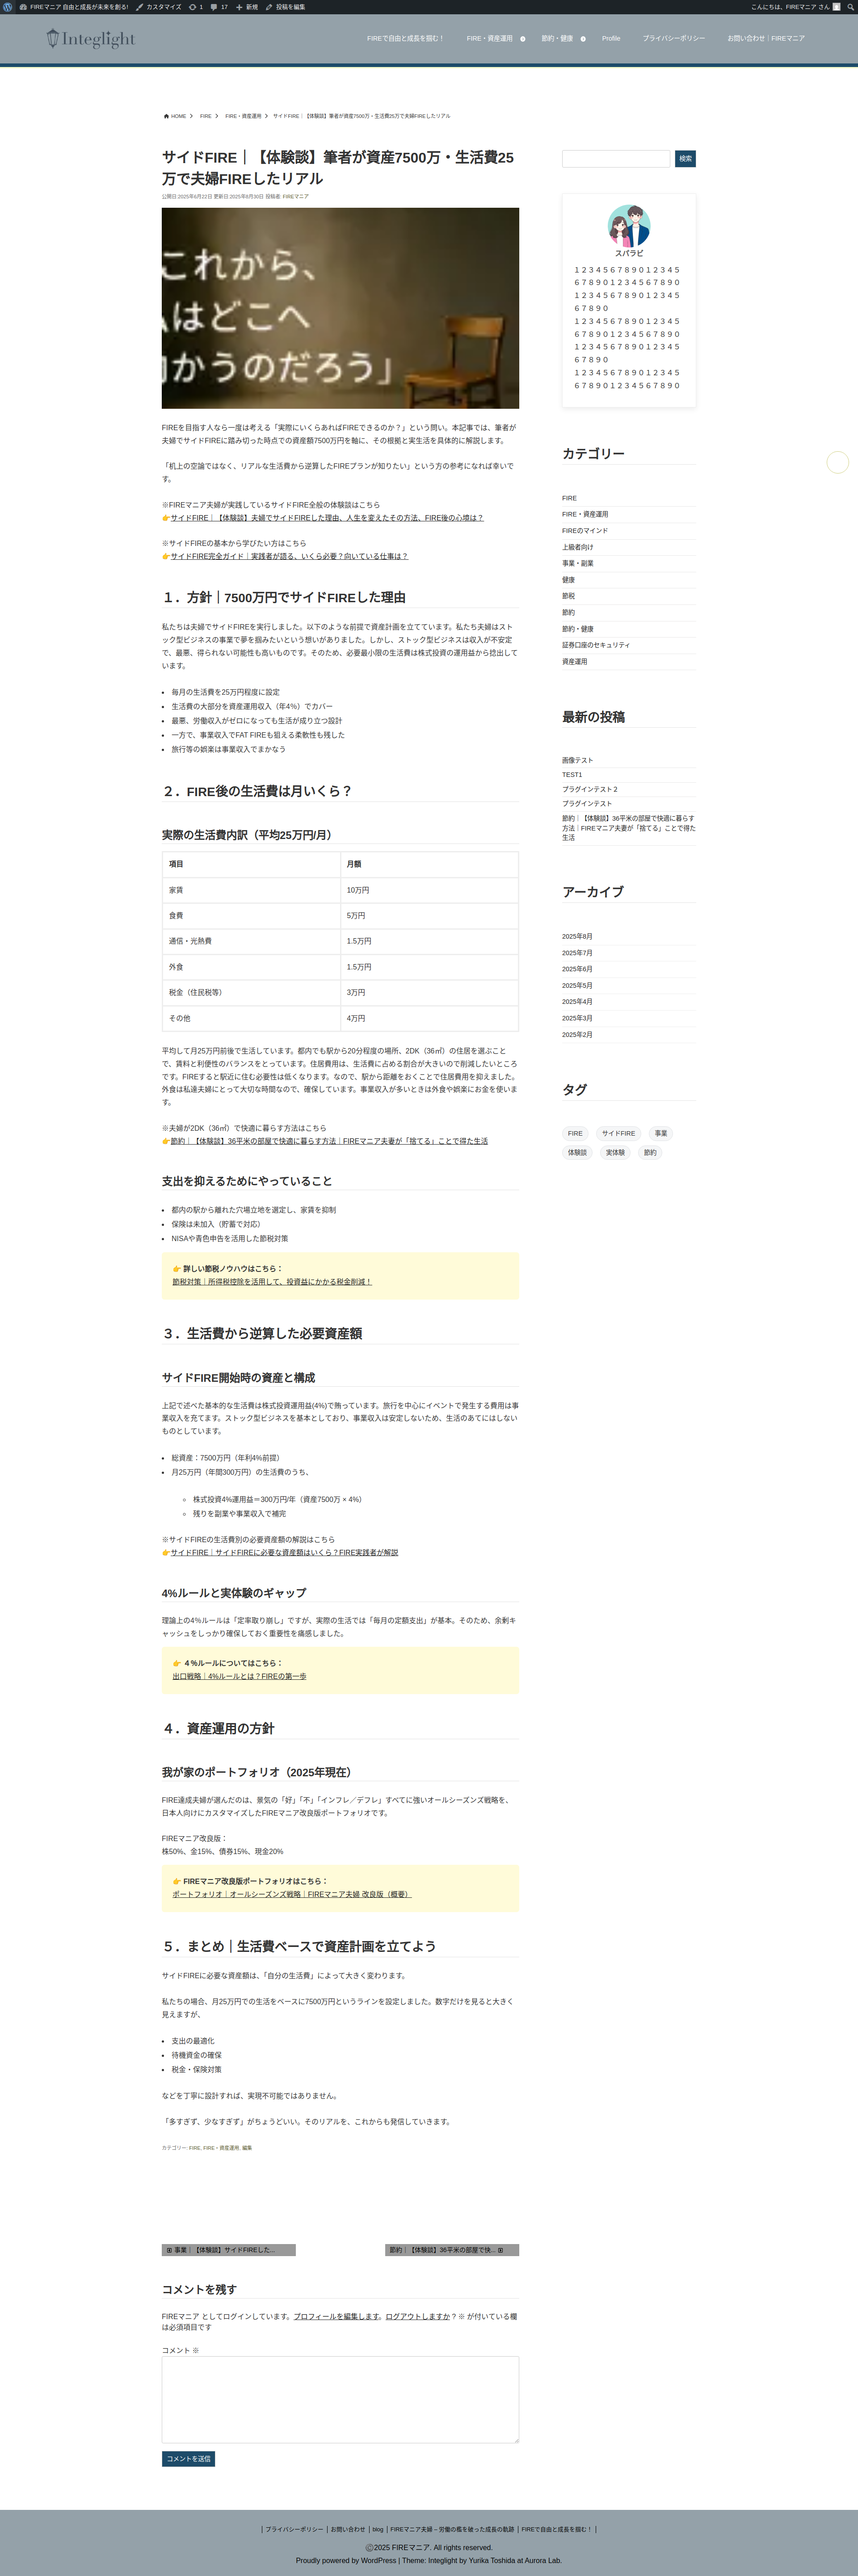 FIREマニア 自由と成長が未来を創る!
カスタマイズ
1
17
新規
投稿を編集
こんにちは、FIREマニア さん
Integlight
FIREで自由と成長を掴む！
FIRE・資産運用
節約・健康
Profile
プライバシーポリシー
お問い合わせ｜FIREマニア
HOME
FIRE
FIRE・資産運用
サイドFIRE｜【体験談】筆者が資産7500万・生活費25万で夫婦FIREしたリアル
サイドFIRE｜【体験談】筆者が資産7500万・生活費25
万で夫婦FIREしたリアル
公開日:2025年6月22日 更新日:2025年8月30日 投稿者: FIREマニア
これから、
はどこへ
向かうのだろう」
FIREを目指す人なら一度は考える「実際にいくらあればFIREできるのか？」という問い。本記事では、筆者が
夫婦でサイドFIREに踏み切った時点での資産額7500万円を軸に、その根拠と実生活を具体的に解説します。
「机上の空論ではなく、リアルな生活費から逆算したFIREプランが知りたい」という方の参考になれば幸いで
す。
※FIREマニア夫婦が実践しているサイドFIRE全般の体験談はこちら
👉サイドFIRE｜【体験談】夫婦でサイドFIREした理由、人生を変えたその方法、FIRE後の心境は？
※サイドFIREの基本から学びたい方はこちら
👉サイドFIRE完全ガイド｜実践者が語る、いくら必要？向いている仕事は？
１．方針｜7500万円でサイドFIREした理由
私たちは夫婦でサイドFIREを実行しました。以下のような前提で資産計画を立てています。私たち夫婦はスト
ック型ビジネスの事業で夢を掴みたいという想いがありました。しかし、ストック型ビジネスは収入が不安定
で、最悪、得られない可能性も高いものです。そのため、必要最小限の生活費は株式投資の運用益から捻出して
います。
• 毎月の生活費を25万円程度に設定
• 生活費の大部分を資産運用収入（年4%）でカバー
• 最悪、労働収入がゼロになっても生活が成り立つ設計
• 一方で、事業収入でFAT FIREも狙える柔軟性も残した
• 旅行等の娯楽は事業収入でまかなう
２．FIRE後の生活費は月いくら？
実際の生活費内訳（平均25万円/月）
項目 月額
家賃 10万円
食費 5万円
通信・光熱費 1.5万円
外食 1.5万円
税金（住民税等） 3万円
その他 4万円
平均して月25万円前後で生活しています。都内でも駅から20分程度の場所、2DK（36㎡）の住居を選ぶこと
で、賃料と利便性のバランスをとっています。住居費用は、生活費に占める割合が大きいので削減したいところ
です。FIREすると駅近に住む必要性は低くなります。なので、駅から距離をおくことで住居費用を抑えました。
外食は私達夫婦にとって大切な時間なので、確保しています。事業収入が多いときは外食や娯楽にお金を使いま
す。
※夫婦が2DK（36㎡）で快適に暮らす方法はこちら
👉節約｜【体験談】36平米の部屋で快適に暮らす方法｜FIREマニア夫妻が「捨てる」ことで得た生活
支出を抑えるためにやっていること
• 都内の駅から離れた穴場立地を選定し、家賃を抑制
• 保険は未加入（貯蓄で対応）
• NISAや青色申告を活用した節税対策
👉 詳しい節税ノウハウはこちら：
節税対策｜所得税控除を活用して、投資益にかかる税金削減！
３．生活費から逆算した必要資産額
サイドFIRE開始時の資産と構成
上記で述べた基本的な生活費は株式投資運用益(4%)で賄っています。旅行を中心にイベントで発生する費用は事
業収入を充てます。ストック型ビジネスを基本としており、事業収入は安定しないため、生活のあてにはしない
ものとしています。
• 総資産：7500万円（年利4%前提）
• 月25万円（年間300万円）の生活費のうち、
○ 株式投資4%運用益＝300万円/年（資産7500万 × 4%）
○ 残りを副業や事業収入で補完
※サイドFIREの生活費別の必要資産額の解説はこちら
👉サイドFIRE｜サイドFIREに必要な資産額はいくら？FIRE実践者が解説
4%ルールと実体験のギャップ
理論上の4%ルールは「定率取り崩し」ですが、実際の生活では「毎月の定額支出」が基本。そのため、余剰キ
ャッシュをしっかり確保しておく重要性を痛感しました。
👉 ４%ルールについてはこちら：
出口戦略｜4%ルールとは？FIREの第一歩
４．資産運用の方針
我が家のポートフォリオ（2025年現在）
FIRE達成夫婦が選んだのは、景気の「好」「不」「インフレ／デフレ」すべてに強いオールシーズンズ戦略を、
日本人向けにカスタマイズしたFIREマニア改良版ポートフォリオです。
FIREマニア改良版：
株50%、金15%、債券15%、現金20%
👉 FIREマニア改良版ポートフォリオはこちら：
ポートフォリオ｜オールシーズンズ戦略｜FIREマニア夫婦 改良版（概要）
５．まとめ｜生活費ベースで資産計画を立てよう
サイドFIREに必要な資産額は、「自分の生活費」によって大きく変わります。
私たちの場合、月25万円での生活をベースに7500万円というラインを設定しました。数字だけを見ると大きく
見えますが、
• 支出の最適化
• 待機資金の確保
• 税金・保険対策
などを丁寧に設計すれば、実現不可能ではありません。
「多すぎず、少なすぎず」がちょうどいい。そのリアルを、これからも発信していきます。
カテゴリー: FIRE, FIRE・資産運用, 編集
事業｜【体験談】サイドFIREした...
節約｜【体験談】36平米の部屋で快...
コメントを残す
FIREマニア としてログインしています。プロフィールを編集します。ログアウトしますか？※ が付いている欄
は必須項目です
コメント ※
コメントを送信
検索
スパラビ
１２３４５６７８９０１２３４５
６７８９０１２３４５６７８９０
１２３４５６７８９０１２３４５
６７８９０
１２３４５６７８９０１２３４５
６７８９０１２３４５６７８９０
１２３４５６７８９０１２３４５
６７８９０
１２３４５６７８９０１２３４５
６７８９０１２３４５６７８９０
カテゴリー
FIRE
FIRE・資産運用
FIREのマインド
上級者向け
事業・副業
健康
節税
節約
節約・健康
証券口座のセキュリティ
資産運用
最新の投稿
画像テスト
TEST1
プラグインテスト２
プラグインテスト
節約｜【体験談】36平米の部屋で快適に暮らす
方法｜FIREマニア夫妻が「捨てる」ことで得た
生活
アーカイブ
2025年8月
2025年7月
2025年6月
2025年5月
2025年4月
2025年3月
2025年2月
タグ
FIRE
サイドFIRE
事業
体験談
実体験
節約
プライバシーポリシー
お問い合わせ
blog
FIREマニア夫婦 – 労働の檻を破った成長の軌跡
FIREで自由と成長を掴む！
©2025 FIREマニア. All rights reserved.
Proudly powered by WordPress | Theme: Integlight by Yurika Toshida at Aurora Lab.